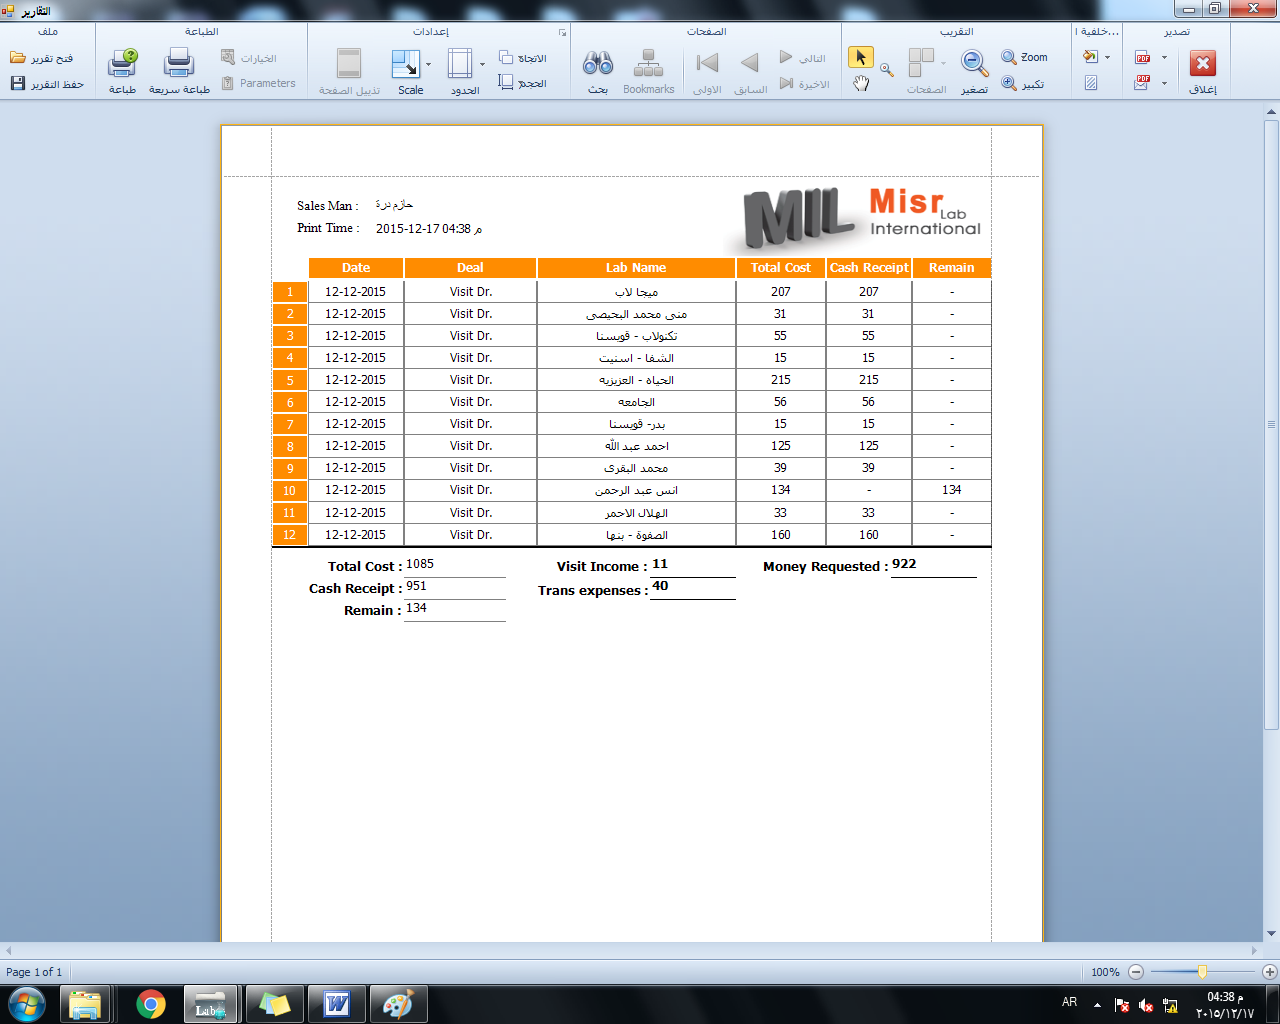 التقارير
ملف
الطباعة
إعدادات
الصفحات
التقريب
خلفية ا...
تصدير
فتح تقرير
حفظ التقرير
طباعة
طباعة سريعة
الخيارات
Parameters
تذييل الصفحة
Scale
الحدود
الاتجاه
الحجم
بحث
Bookmarks
الاولى
السابق
التالي
الاخيرة
الصفحات
تصغير
Zoom
تكبير
PDF
PDF
إغلاق
Sales Man : حازم درة
Print Time : 2015-12-17 04:38 م
MIL Misr Lab International
Date Deal Lab Name Total Cost Cash Receipt Remain
1 12-12-2015 Visit Dr. ميجا لاب 207 207 -
2 12-12-2015 Visit Dr. منى محمد البحيصى 31 31 -
3 12-12-2015 Visit Dr. تكنولاب - قويسنا 55 55 -
4 12-12-2015 Visit Dr. الشفا - اسنيت 15 15 -
5 12-12-2015 Visit Dr. الحياه - العزيزيه 215 215 -
6 12-12-2015 Visit Dr. الجامعه 56 56 -
7 12-12-2015 Visit Dr. بدر- قويسنا 15 15 -
8 12-12-2015 Visit Dr. احمد عبد الله 125 125 -
9 12-12-2015 Visit Dr. محمد البقرى 39 39 -
10 12-12-2015 Visit Dr. انس عبد الرحمن 134 - 134
11 12-12-2015 Visit Dr. الهلال الاحمر 33 33 -
12 12-12-2015 Visit Dr. الصفوة - بنها 160 160 -
Total Cost : 1085 Visit Income : 11 Money Requested : 922
Cash Receipt : 951 Trans expenses : 40
Remain : 134
Page 1 of 1
100%
Lab
AR
04:38 م
٢٠١٥/١٢/١٧